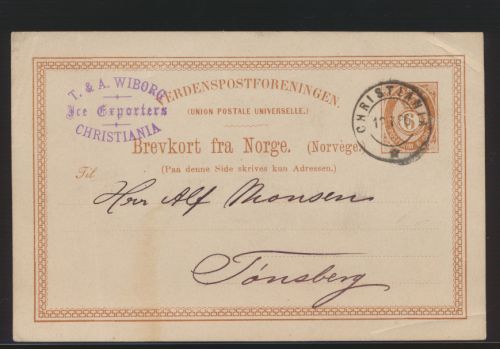 T. & A. WIBORG
Ice Exporters
CHRISTIANIA
VERDENSPOSTFORENINGEN.
(UNION POSTALE UNIVERSELLE.)
CHRISTIANIA
6
Brevkort fra Norge. (Norvège.)
(Paa denne Side skrives kun Adressen.)
Til
Herr Alf Monsen
Tönsberg